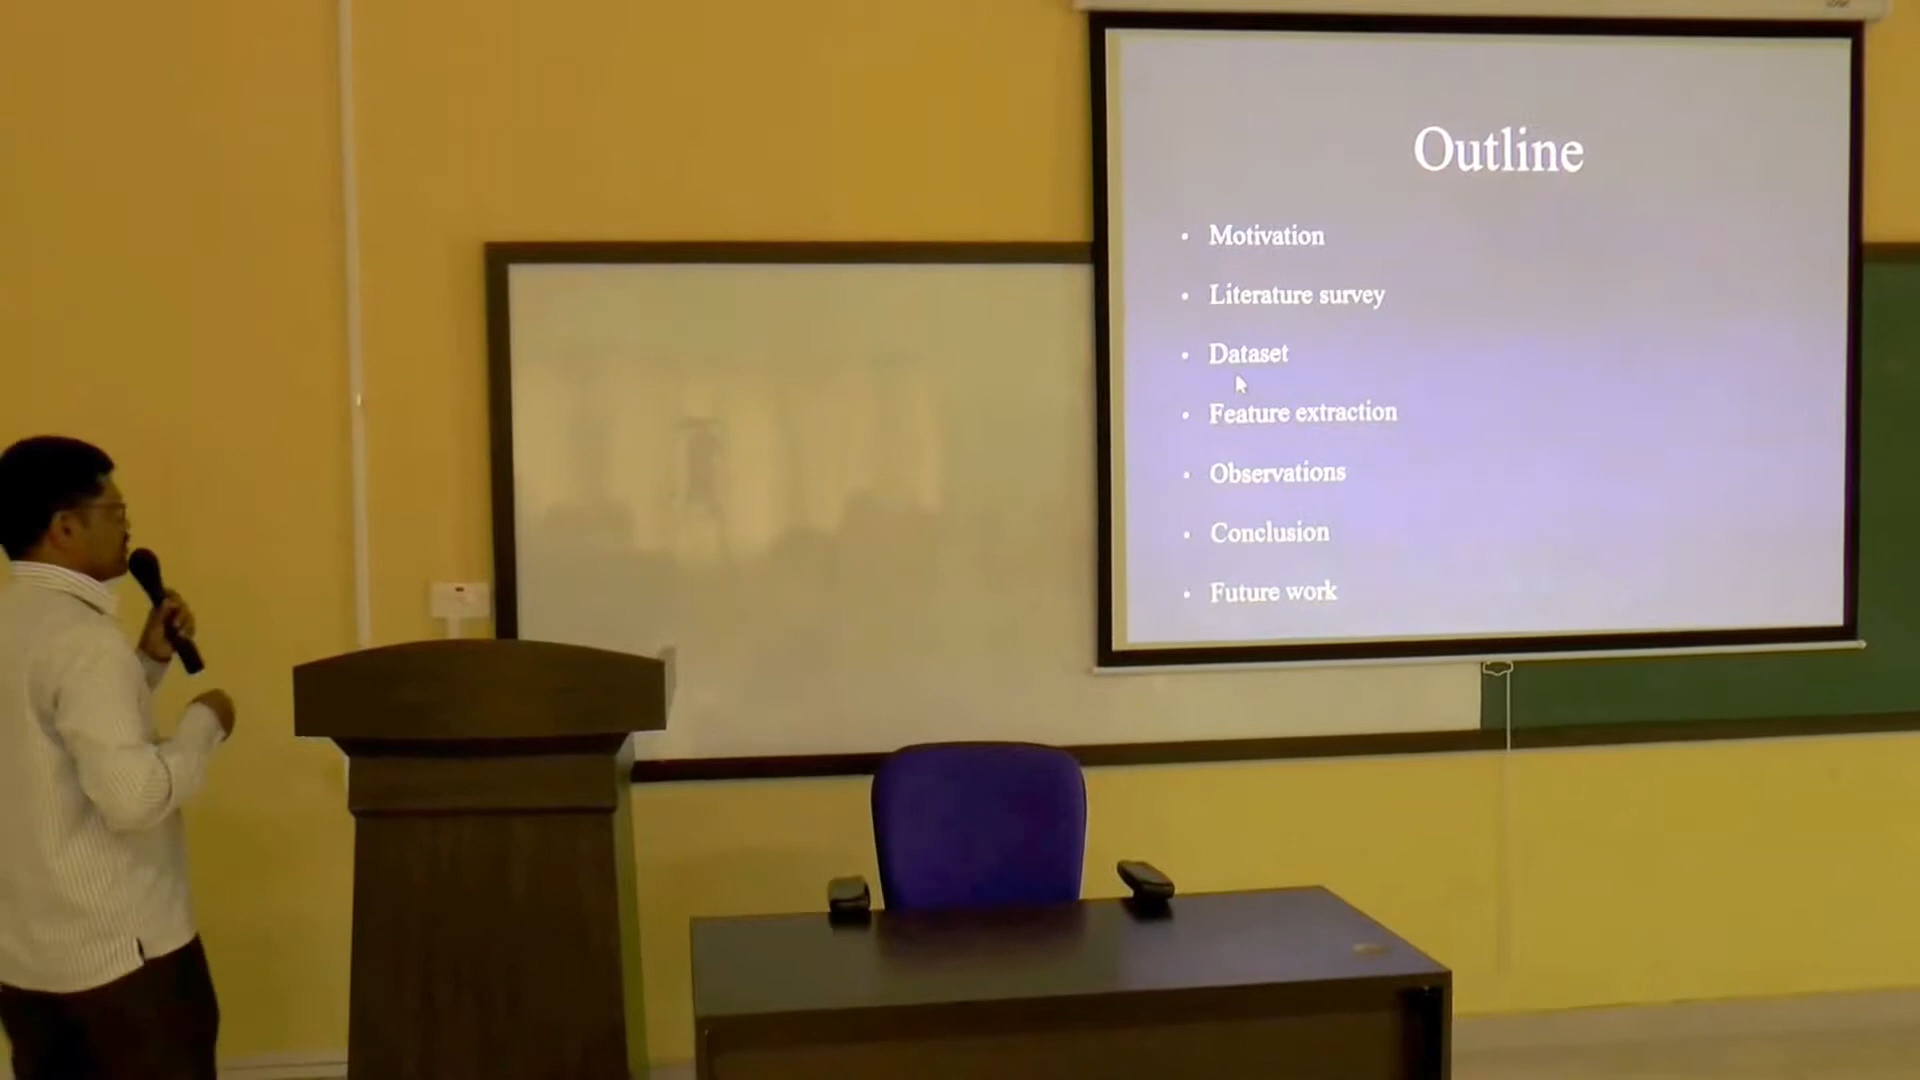 Outline
• Motivation
• Literature survey
• Dataset
• Feature extraction
• Observations
• Conclusion
• Future work